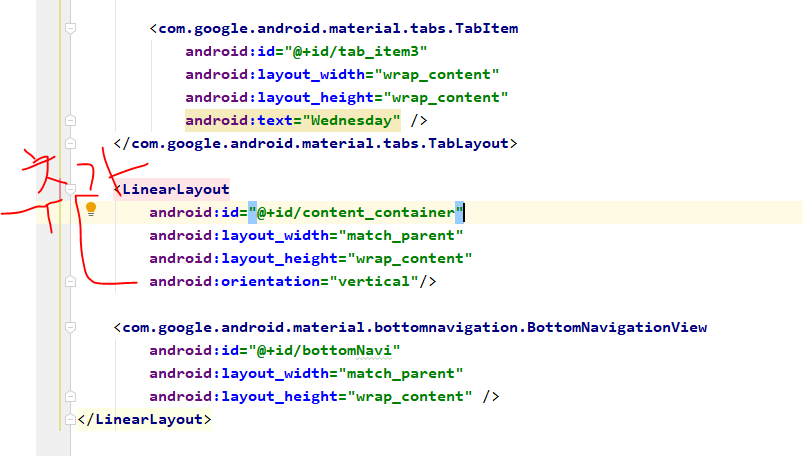 <com.google.android.material.tabs.TabItem
android:id="@+id/tab_item3"
android:layout_width="wrap_content"
android:layout_height="wrap_content"
android:text="Wednesday" />
</com.google.android.material.tabs.TabLayout>
추가
<LinearLayout
android:id="@+id/content_container"
android:layout_width="match_parent"
android:layout_height="wrap_content"
android:orientation="vertical"/>
<com.google.android.material.bottomnavigation.BottomNavigationView
android:id="@+id/bottomNavi"
android:layout_width="match_parent"
android:layout_height="wrap_content" />
</LinearLayout>